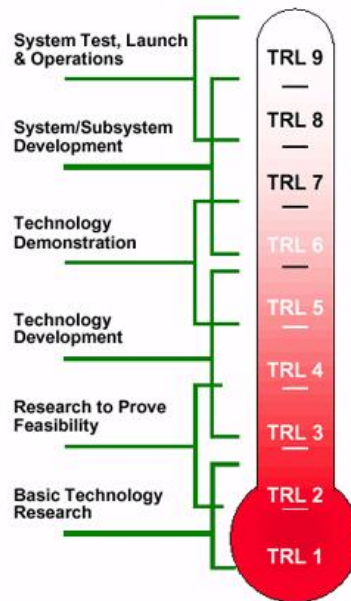 System Test, Launch
& Operations
System/Subsystem
Development
Technology
Demonstration
Technology
Development
Research to Prove
Feasibility
Basic Technology
Research
TRL 9
TRL 8
TRL 7
TRL 6
TRL 5
TRL 4
TRL 3
TRL 2
TRL 1